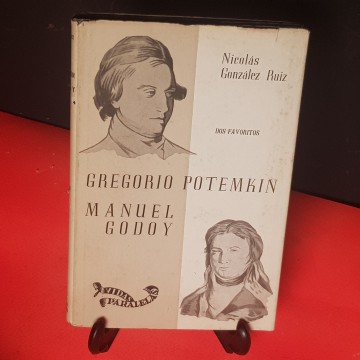 Nicolás
González Ruiz
DOS FAVORITOS
GREGORIO POTEMKIN
MANUEL
GODOY
VIDAS
PARALELAS